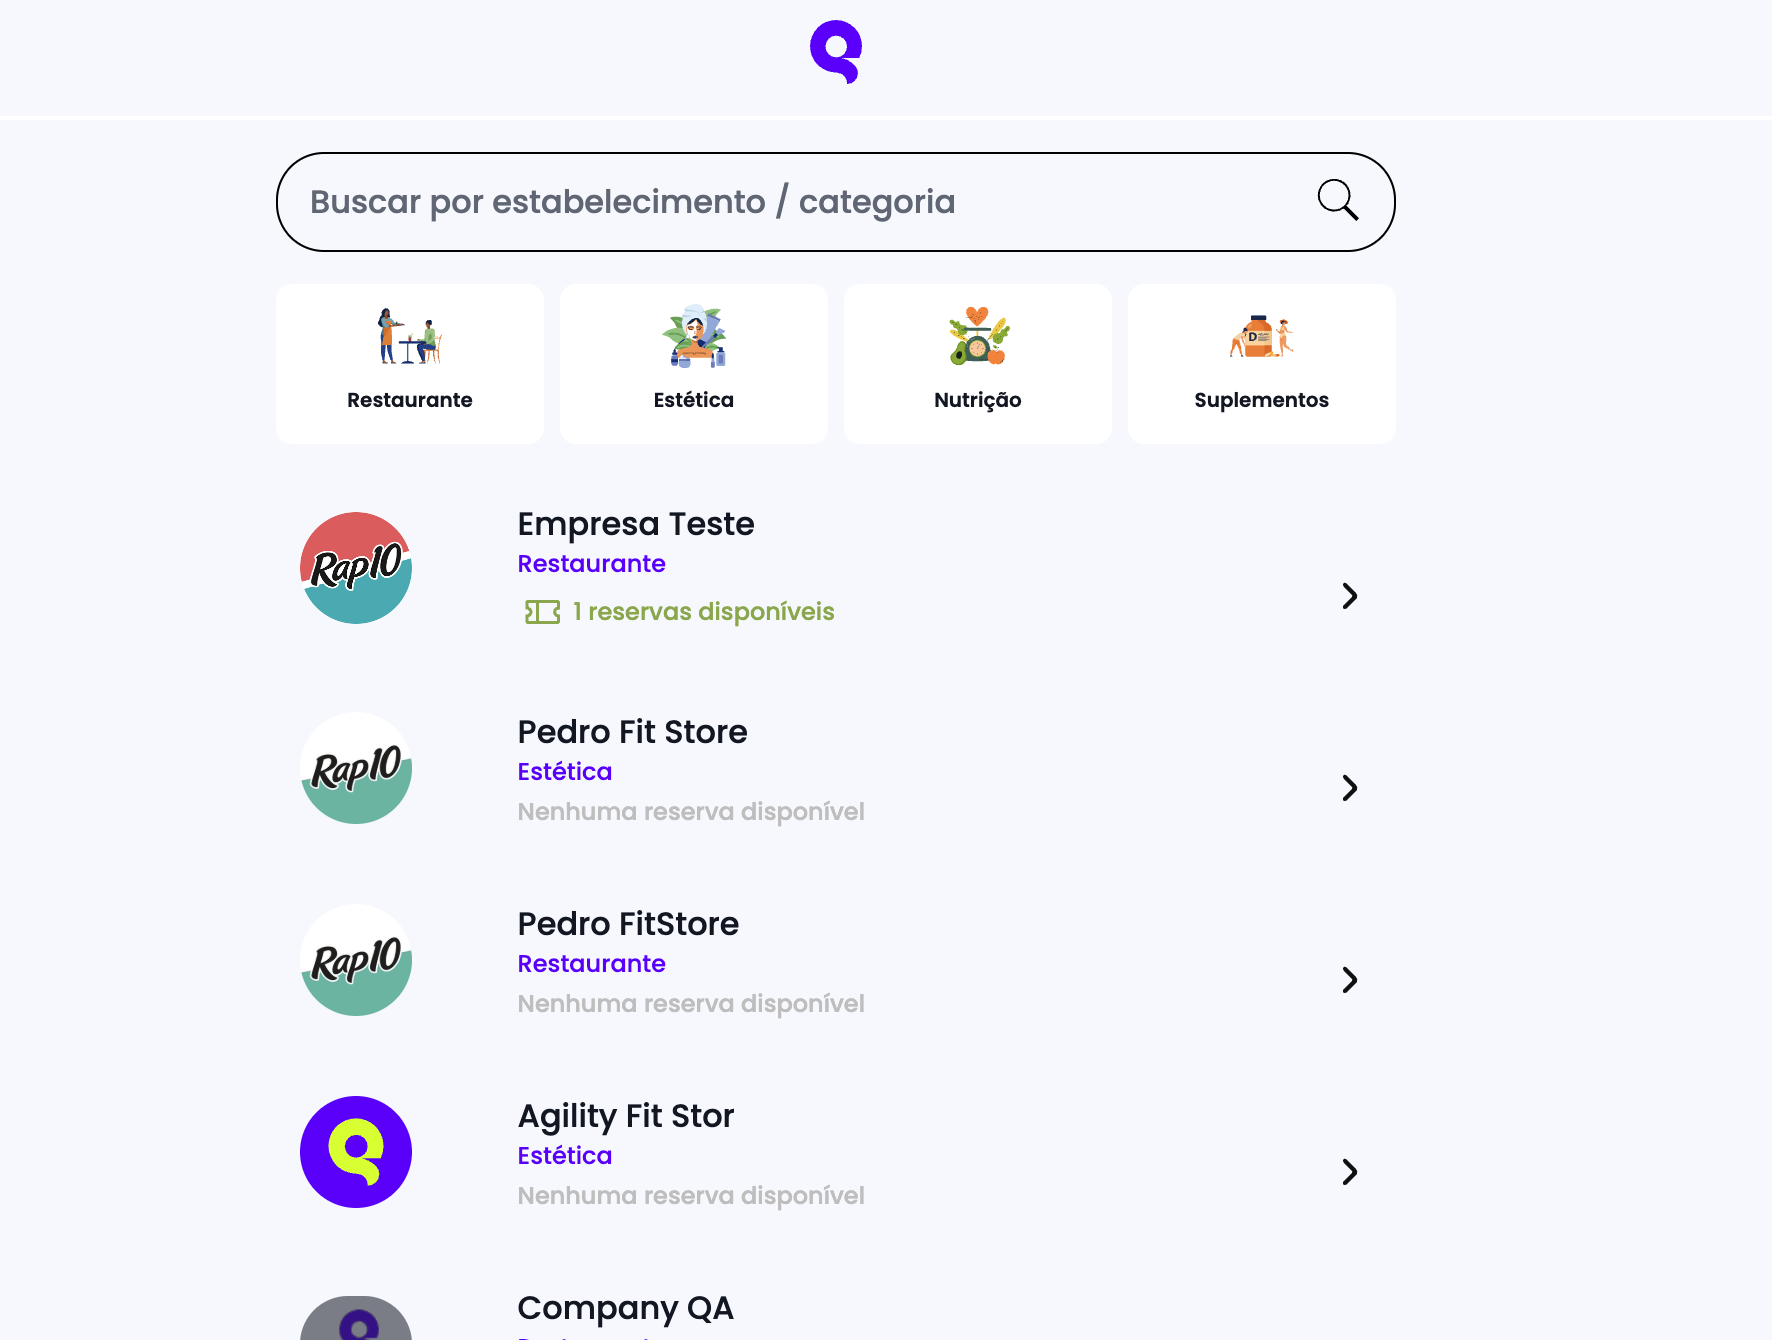 Buscar por estabelecimento / categoria
Restaurante
Estética
Nutrição
D
Suplementos
Rap10
Empresa Teste
Restaurante
1 reservas disponíveis
Rap10
Pedro Fit Store
Estética
Nenhuma reserva disponível
Rap10
Pedro FitStore
Restaurante
Nenhuma reserva disponível
Agility Fit Stor
Estética
Nenhuma reserva disponível
Company QA